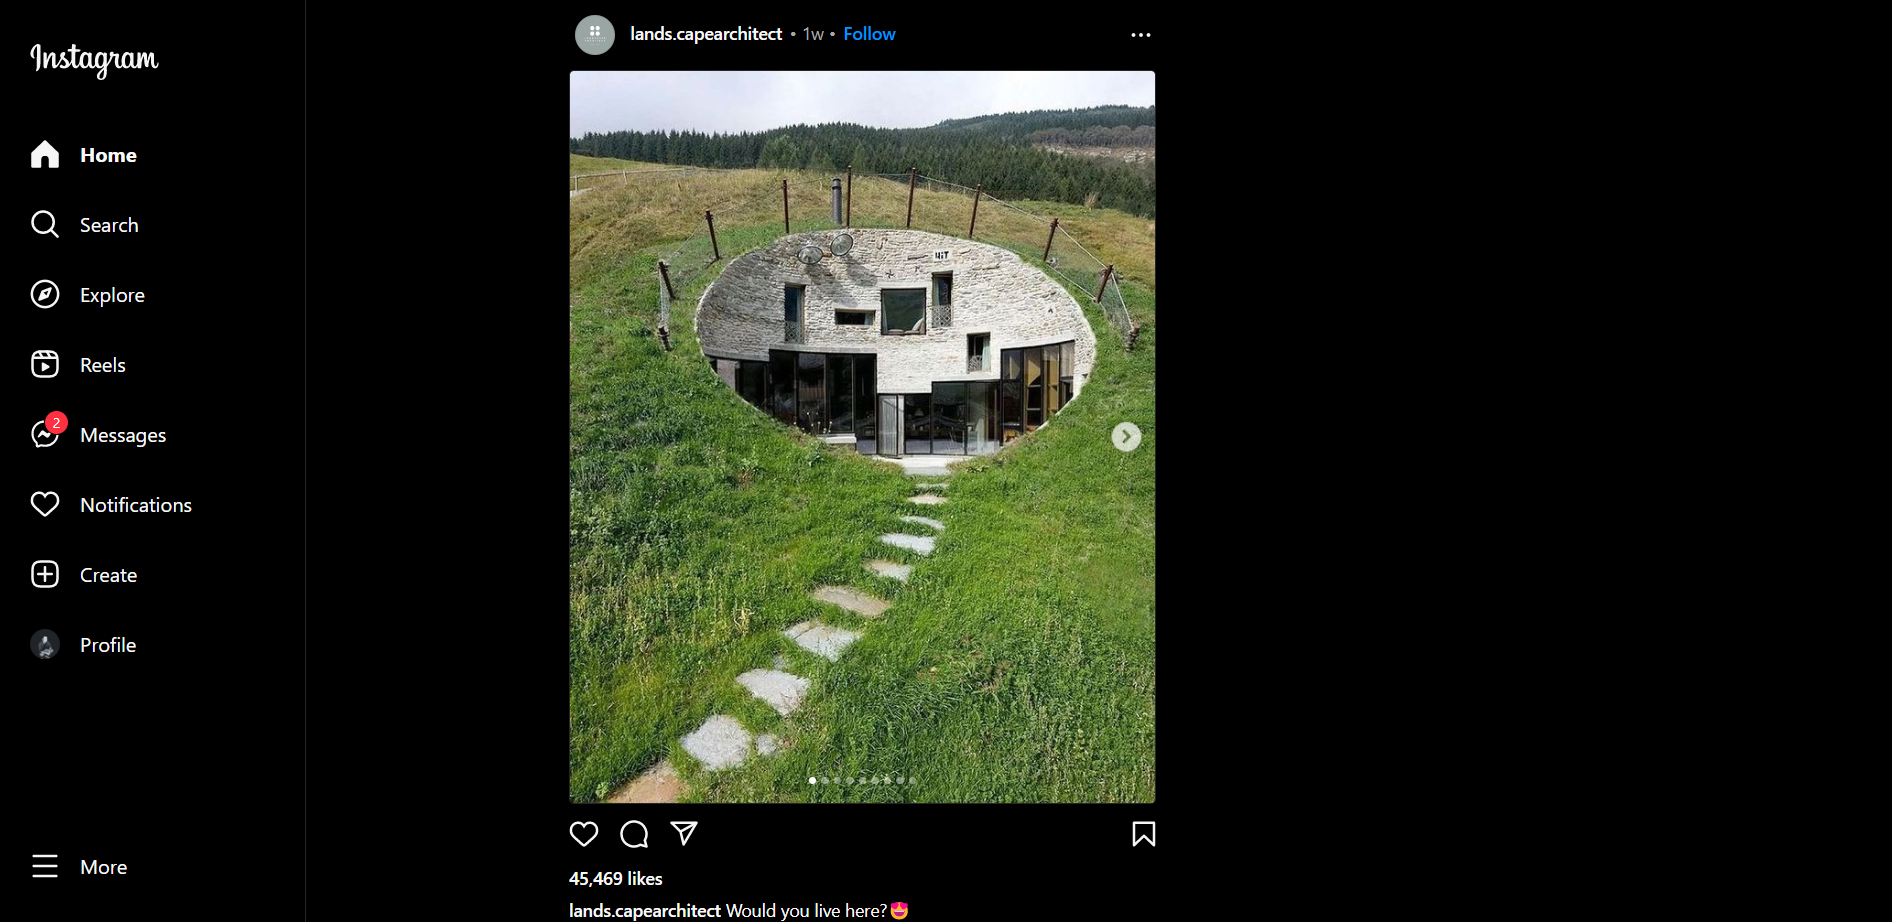 Instagram
Home
Search
Explore
Reels
2
Messages
Notifications
Create
Profile
More
lands.capearchitect • 1w • Follow
45,469 likes
lands.capearchitect Would you live here?🤩